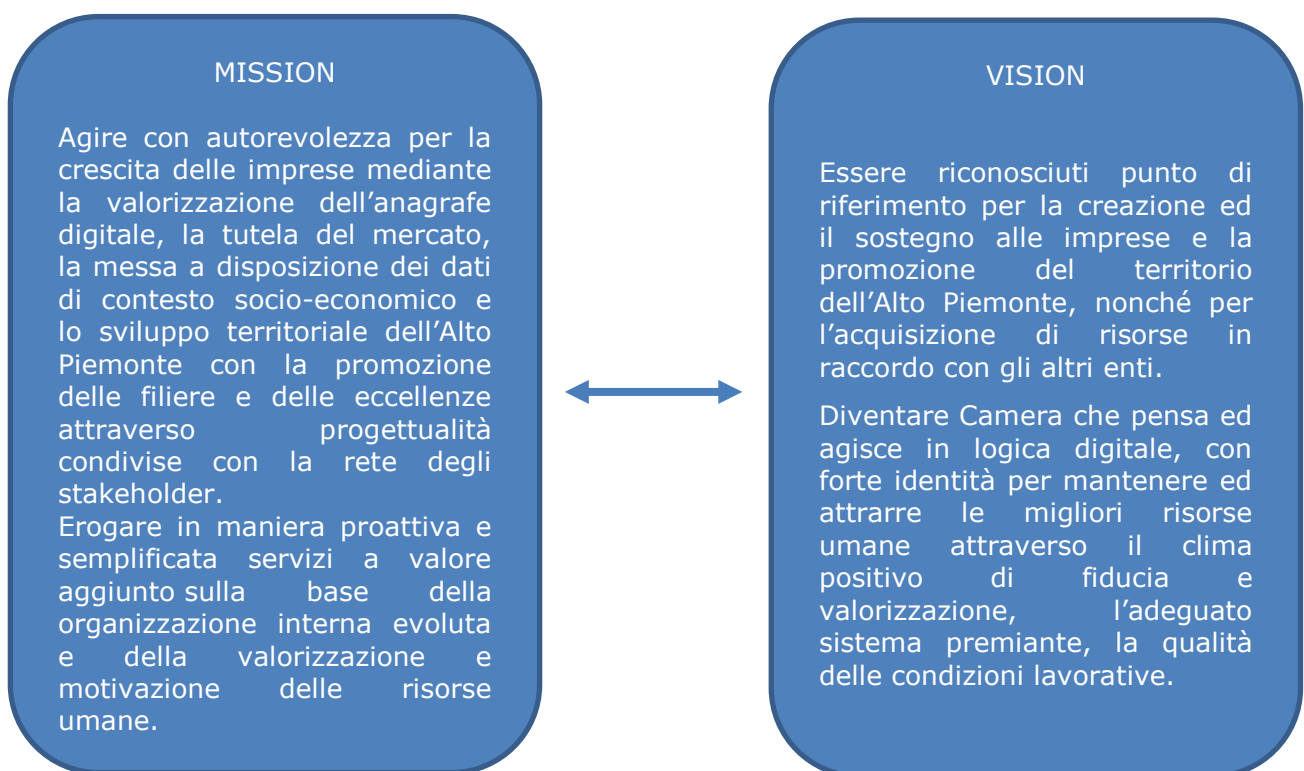 MISSION
Agire con autorevolezza per la
crescita delle imprese mediante
la valorizzazione dell’anagrafe
digitale, la tutela del mercato,
la messa a disposizione dei dati
di contesto socio-economico e
lo sviluppo territoriale dell’Alto
Piemonte con la promozione
delle filiere e delle eccellenze
attraverso progettualità
condivise con la rete degli
stakeholder.
Erogare in maniera proattiva e
semplificata servizi a valore
aggiunto sulla base della
organizzazione interna evoluta
e della valorizzazione e
motivazione delle risorse
umane.
VISION
Essere riconosciuti punto di
riferimento per la creazione ed
il sostegno alle imprese e la
promozione del territorio
dell’Alto Piemonte, nonché per
l’acquisizione di risorse in
raccordo con gli altri enti.
Diventare Camera che pensa ed
agisce in logica digitale, con
forte identità per mantenere ed
attrarre le migliori risorse
umane attraverso il clima
positivo di fiducia e
valorizzazione, l’adeguato
sistema premiante, la qualità
delle condizioni lavorative.